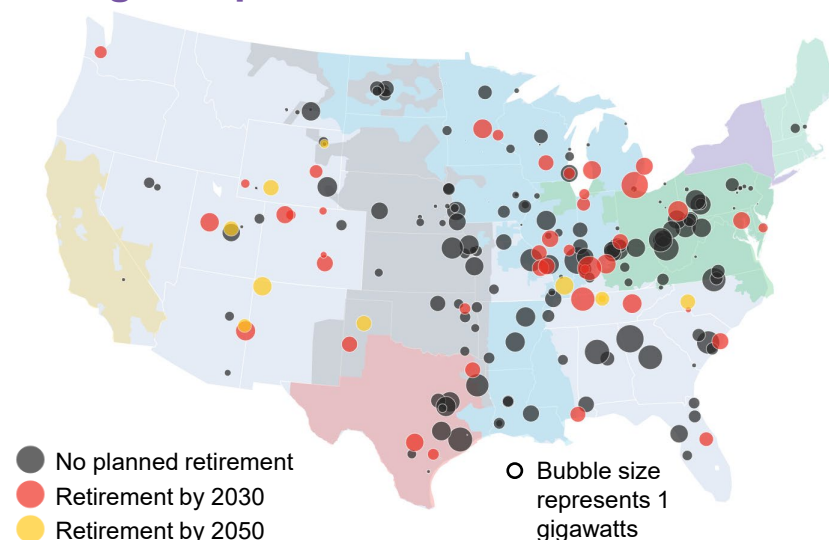 No planned retirement
Retirement by 2030
Retirement by 2050
Bubble size
represents 1
gigawatts